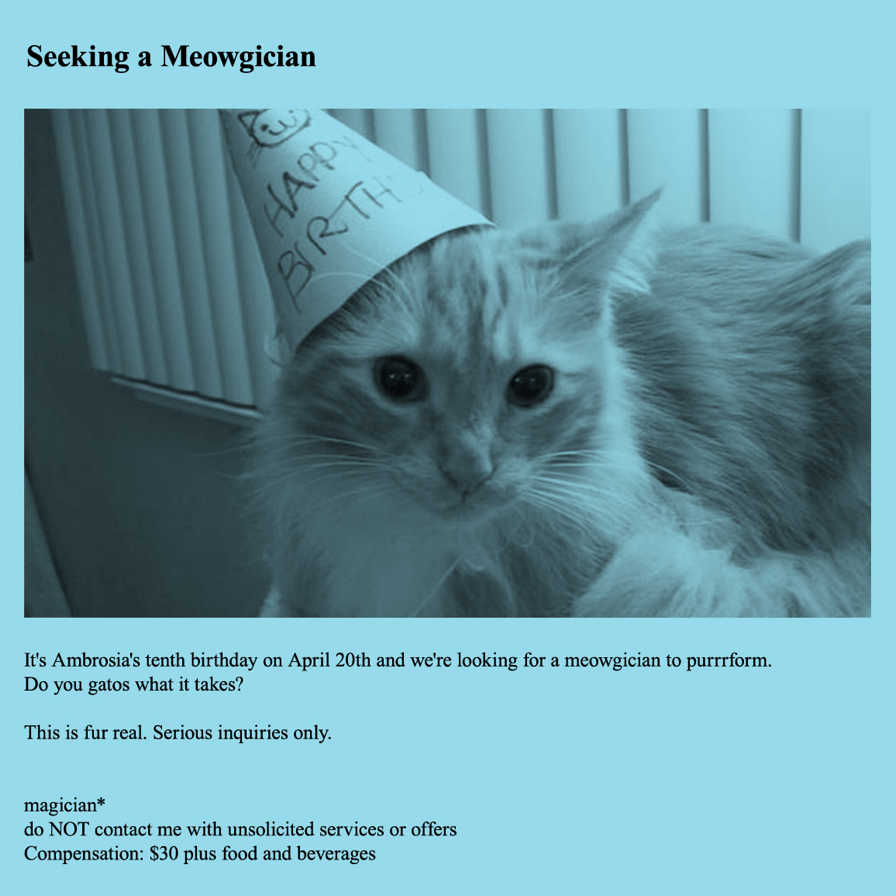 Seeking a Meowgician
HAPPY
BIRTH
It's Ambrosia's tenth birthday on April 20th and we're looking for a meowgician to purrrform.
Do you gatos what it takes?
This is fur real. Serious inquiries only.
magician*
do NOT contact me with unsolicited services or offers
Compensation: $30 plus food and beverages